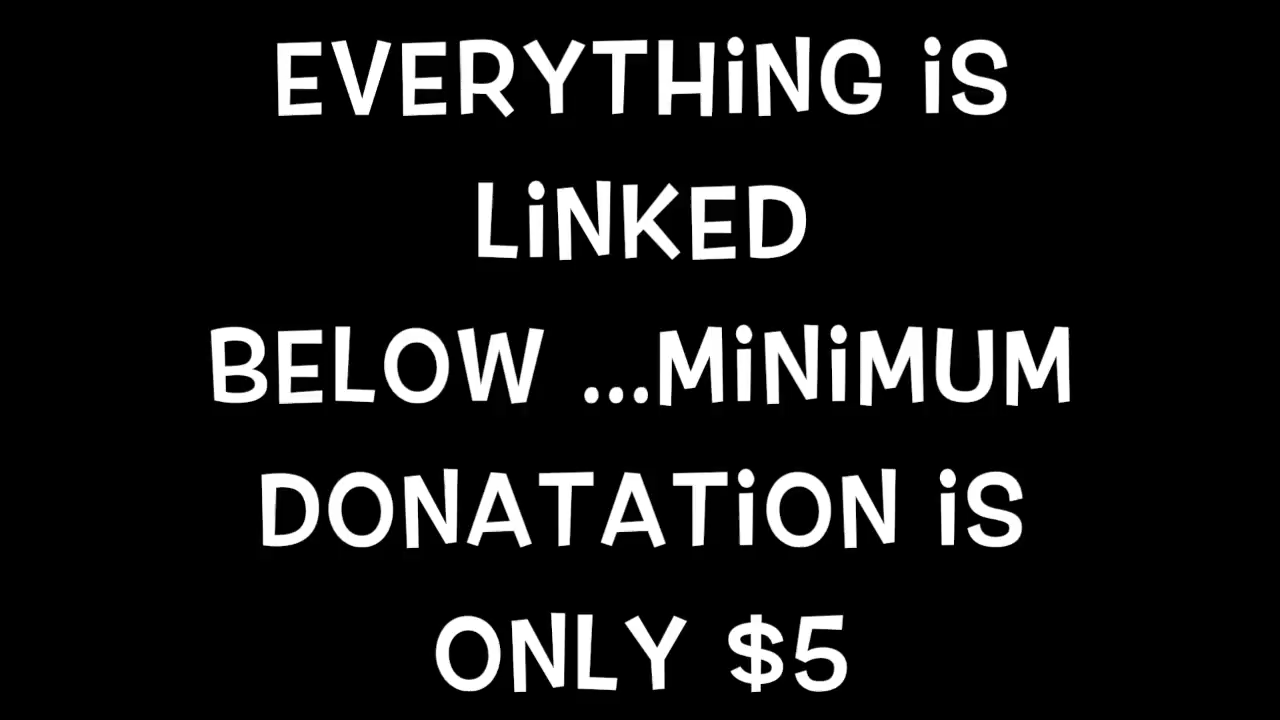 EVERYTHiNG iS
LiNKED
BELOW ...MiNiMUM
DONATATiON iS
ONLY $5